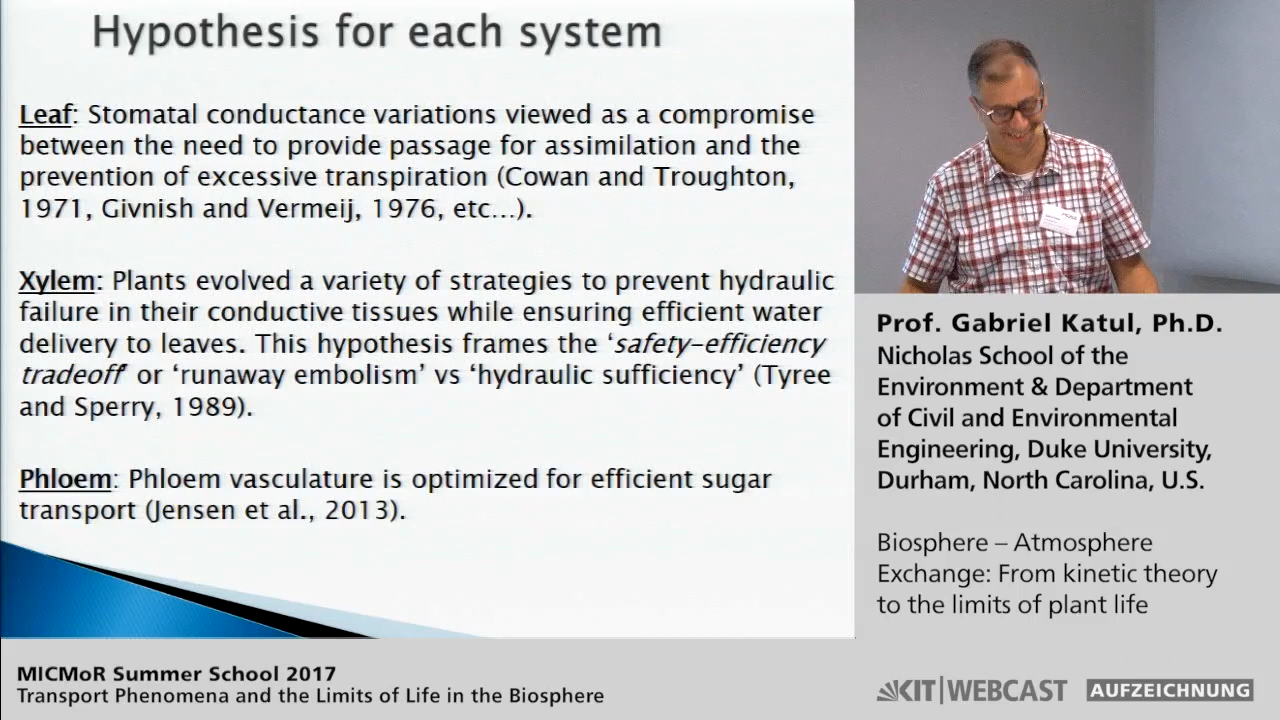 Hypothesis for each system
Leaf: Stomatal conductance variations viewed as a compromise
between the need to provide passage for assimilation and the
prevention of excessive transpiration (Cowan and Troughton,
1971, Givnish and Vermeij, 1976, etc...).
Xylem: Plants evolved a variety of strategies to prevent hydraulic
failure in their conductive tissues while ensuring efficient water
delivery to leaves. This hypothesis frames the ‘safety-efficiency
tradeoff’ or ‘runaway embolism’ vs ‘hydraulic sufficiency’ (Tyree
and Sperry, 1989).
Phloem: Phloem vasculature is optimized for efficient sugar
transport (Jensen et al., 2013).
Prof. Gabriel Katul, Ph.D.
Nicholas School of the
Environment & Department
of Civil and Environmental
Engineering, Duke University,
Durham, North Carolina, U.S.
Biosphere – Atmosphere
Exchange: From kinetic theory
to the limits of plant life
MICMoR Summer School 2017
Transport Phenomena and the Limits of Life in the Biosphere
KIT|WEBCAST
AUFZEICHNUNG